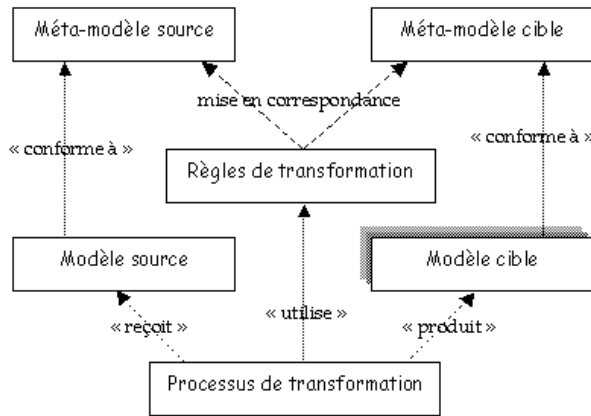 Méta-modèle source
Méta-modèle cible
mise en correspondance
« conforme à »
« conforme à »
Règles de transformation
Modèle source
Modèle cible
« reçoit »
« utilise »
« produit »
Processus de transformation